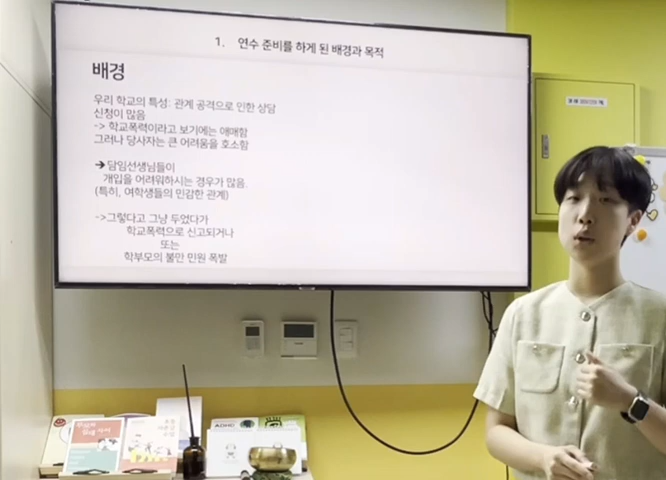 1. 연수 준비를 하게 된 배경과 목적
배경
우리 학교의 특성: 관계 공격으로 인한 상담
신청이 많음
-> 학교폭력이라고 보기에는 애매함
그러나 당사자는 큰 어려움을 호소함
➔ 담임선생님들이
개입을 어려워하시는 경우가 많음.
(특히, 여학생들의 민감한 관계)
->그렇다고 그냥 두었다가
학교폭력으로 신고되거나
또는
학부모의 불만 민원 폭발
ADHD